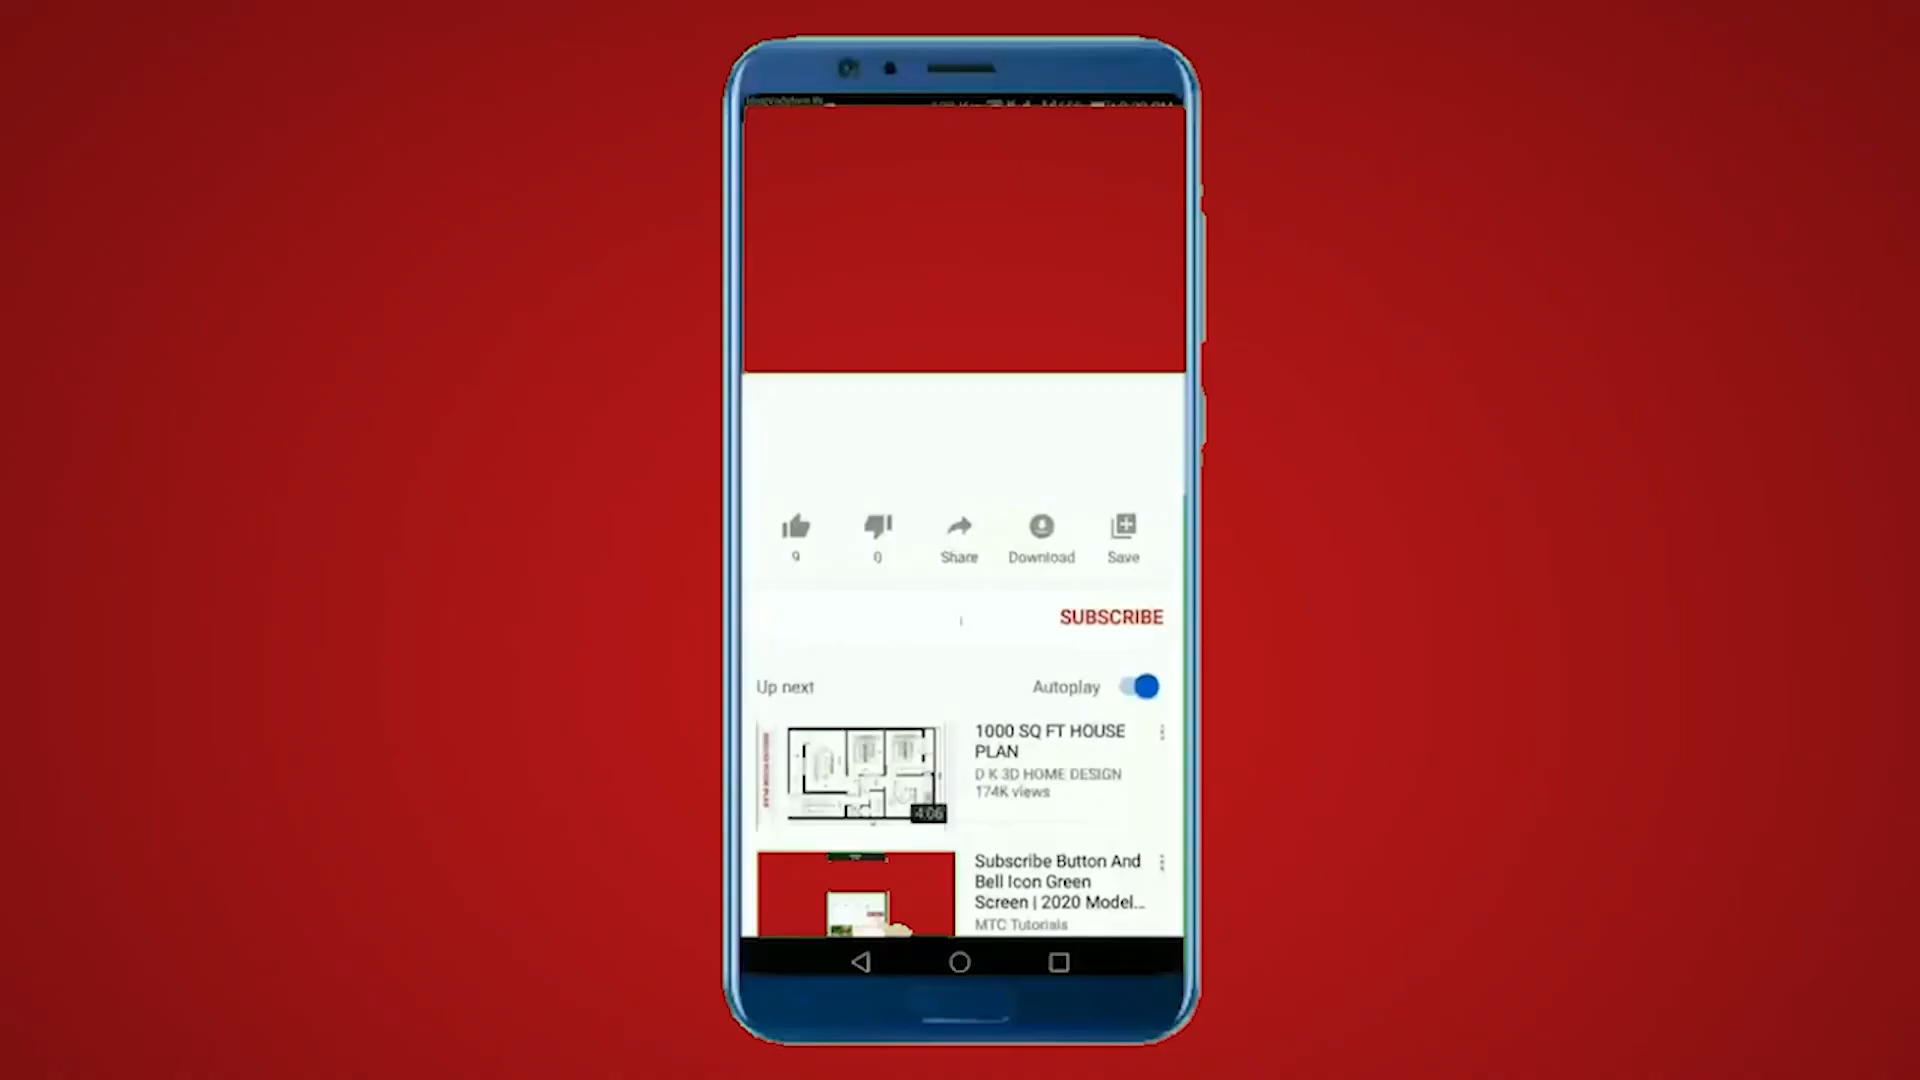 9
0
Share
Download
Save
SUBSCRIBE
Up next
Autoplay
1000 SQ FT HOUSE
PLAN
D K 3D HOME DESIGN
174K views
4:06
Subscribe Button And
Bell Icon Green
Screen | 2020 Model...
MTC Tutorials